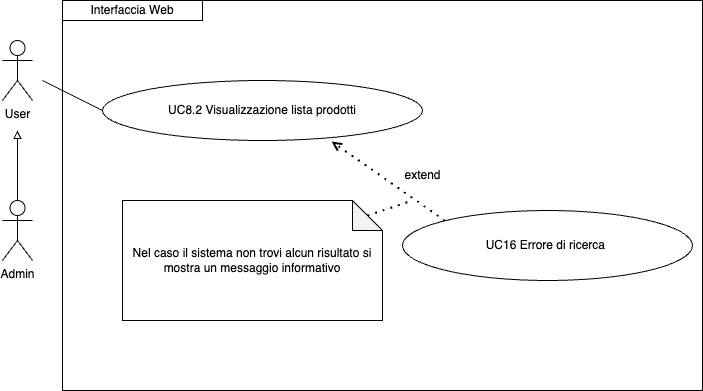 Interfaccia Web
User
UC8.2 Visualizzazione lista prodotti
extend
Nel caso il sistema non trovi alcun risultato si
mostra un messaggio informativo
UC16 Errore di ricerca
Admin